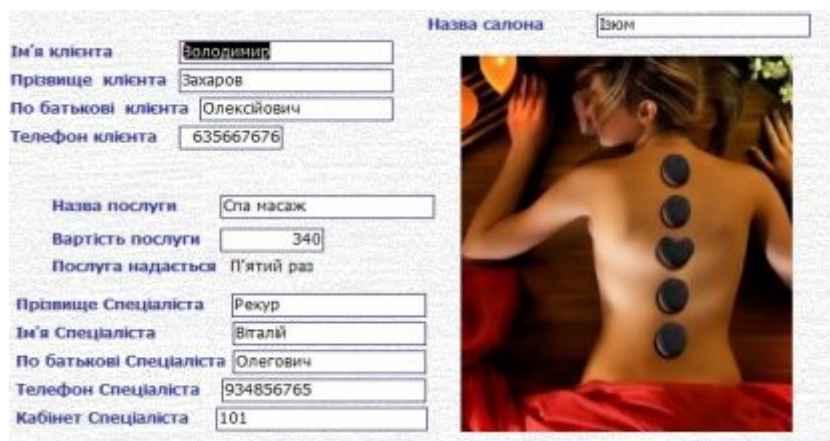 Назва салона Ізюм
Ім'я клієнта Володимир
Прізвище клієнта Захаров
По батькові клієнта Олексійович
Телефон клієнта 635667676
Назва послуги Спа масаж
Вартість послуги 340
Послуга надається П'ятий раз
Прізвище Спеціаліста Рекур
Ім'я Спеціаліста Віталій
По батькові Спеціаліста Олегович
Телефон Спеціаліста 934856765
Кабінет Спеціаліста 101